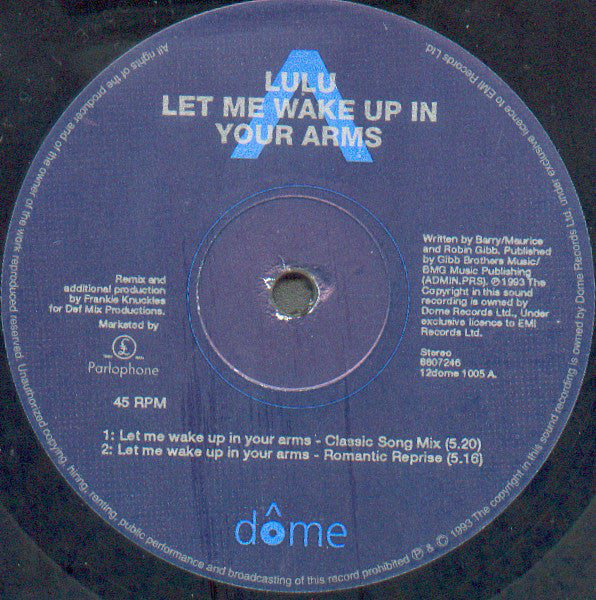 A
LULU
LET ME WAKE UP IN
YOUR ARMS
Remix and
additional production
by Frankie Knuckles
for Def Mix Productions.
Marketed by
Parlophone
45 RPM
Written by Barry/Maurice
and Robin Gibb. Published
by Gibb Brothers Music/
BMG Music Publishing
(ADMIN.PRS). ℗1993 The
Copyright in this sound
recording is owned by
Dome Records Ltd., Under
exclusive licence to EMI
Records Ltd.
Stereo
8807246
12dome 1005 A.
1: Let me wake up in your arms - Classic Song Mix (5.20)
2: Let me wake up in your arms - Romantic Reprise (5.16)
dôme
All rights of the producer and of the owner of the work reproduced reserved. Unauthorized copying, hiring, renting, public performance and broadcasting of this record prohibited ℗ & © 1993 The copyright in this sound recording is owned by Dome Records Ltd, under exclusive licence to EMI Records Ltd